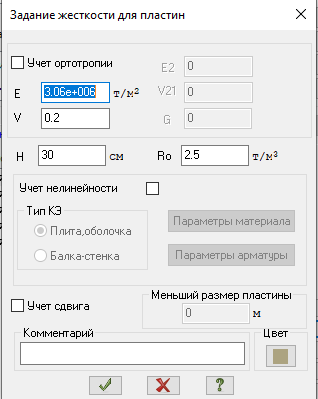 Задание жесткости для пластин
Учет ортотропии
E 3.06e+006 т/м²
V 0.2
E2 0
V21 0
G 0
H 30 см
Ro 2.5 т/м³
Учет нелинейности
Тип КЭ
Плита,оболочка
Балка-стенка
Параметры материала
Параметры арматуры
Учет сдвига
Меньший размер пластины
0 м
Комментарий
Цвет
?